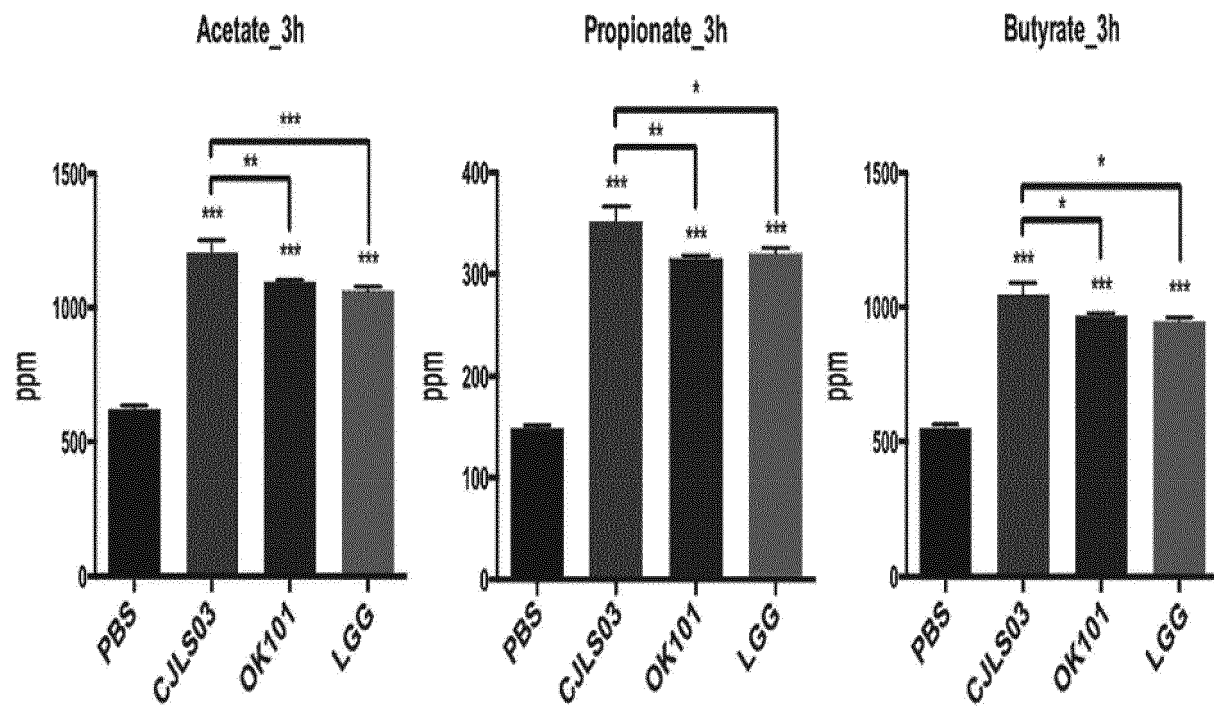 Acetate_3h
***
**
1500
***
***
***
1000
ppm
500
0
PBS
CJLS03
OK101
LGG
Propionate_3h
*
**
400
***
***
***
300
ppm
200
100
0
PBS
CJLS03
OK101
LGG
Butyrate_3h
*
*
1500
***
***
***
1000
ppm
500
0
PBS
CJLS03
OK101
LGG